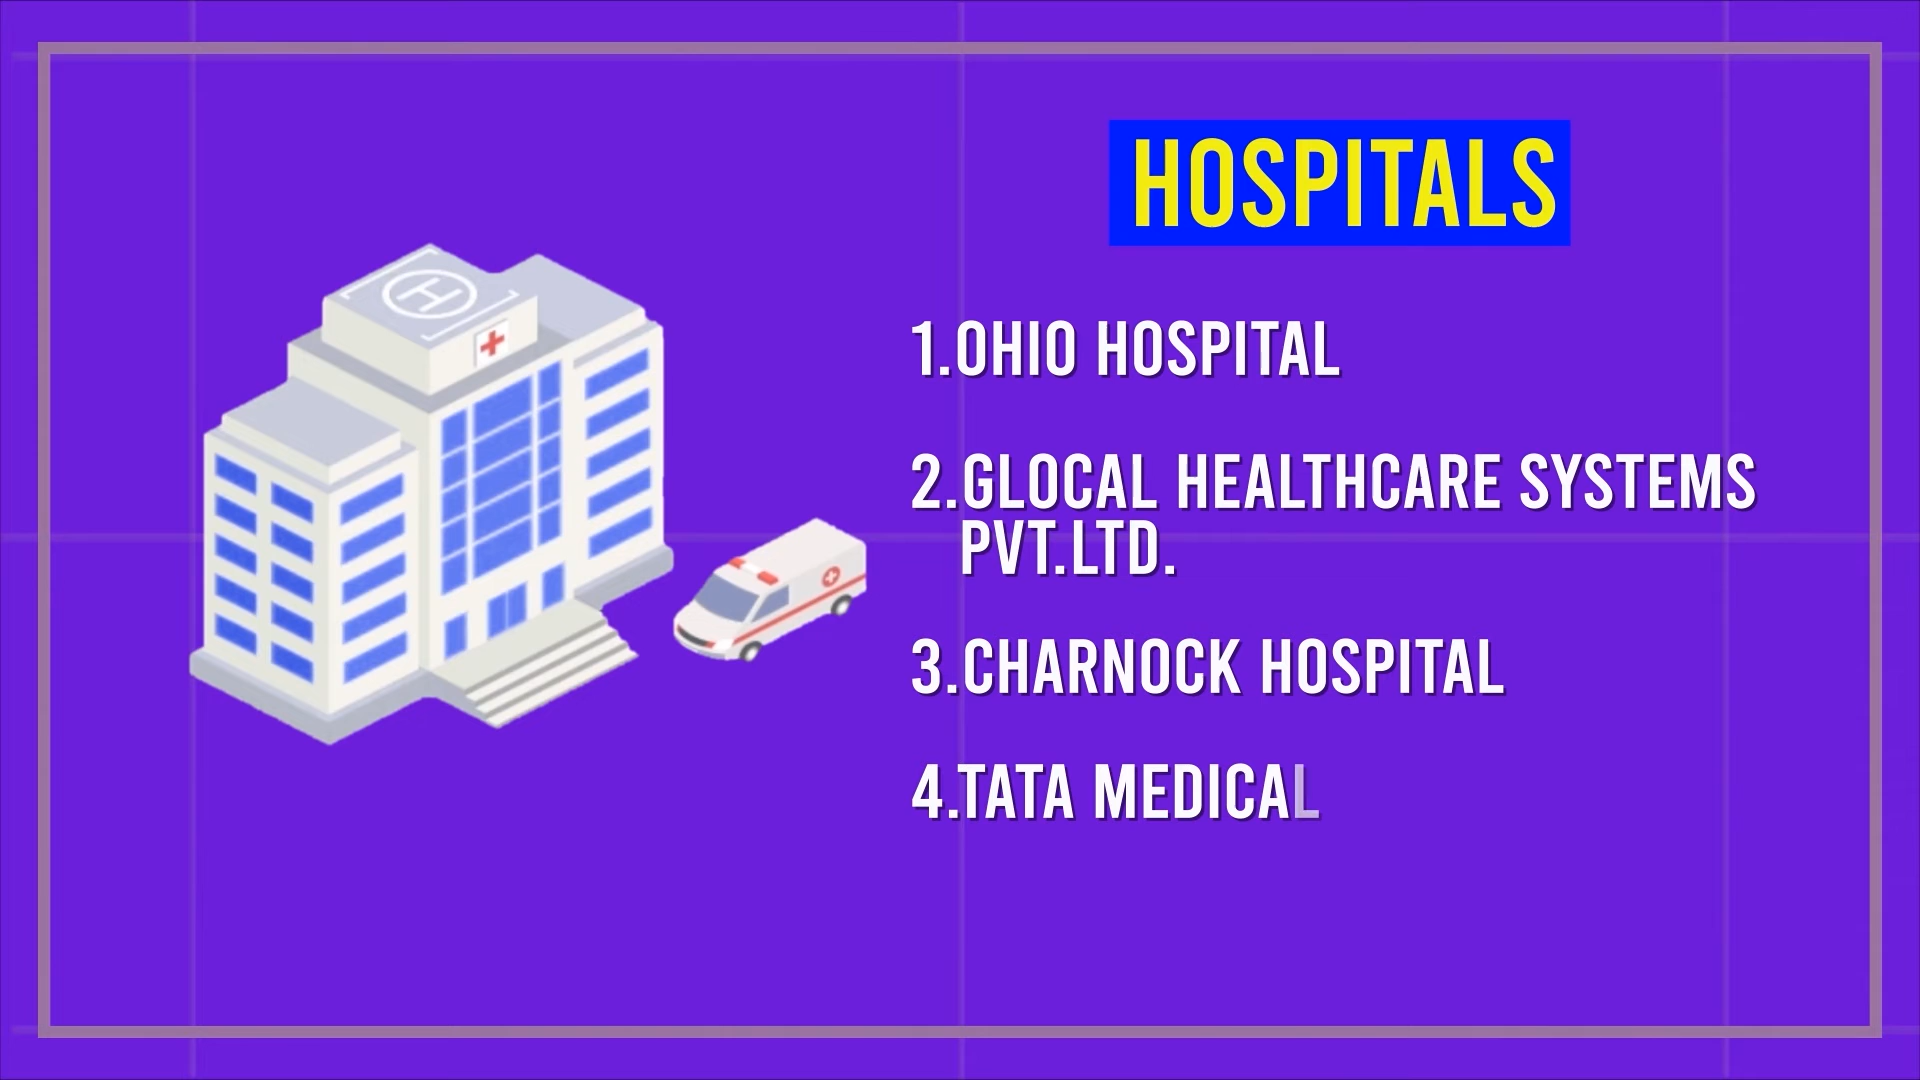 HOSPITALS
1.OHIO HOSPITAL
2.GLOCAL HEALTHCARE SYSTEMS
PVT.LTD.
3.CHARNOCK HOSPITAL
4.TATA MEDICAL
H